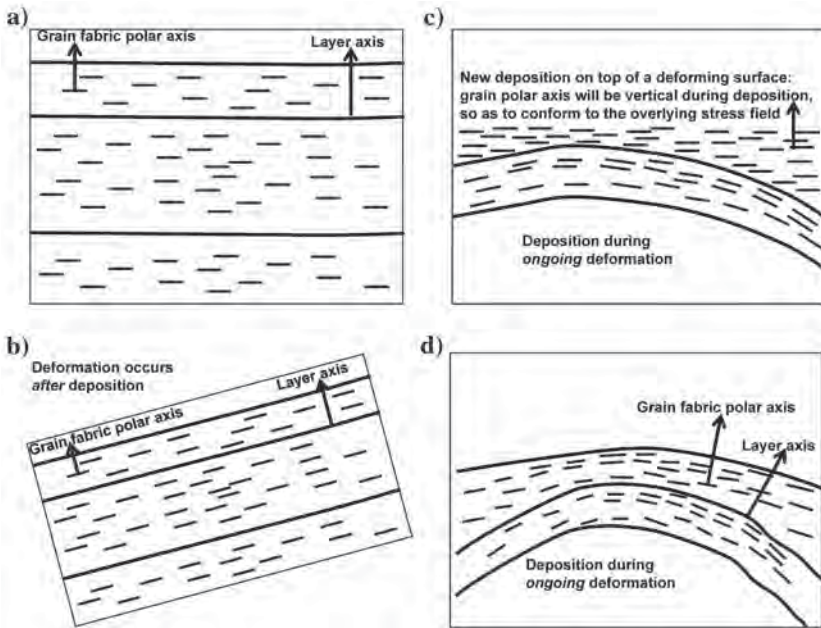 a)
Grain fabric polar axis
Layer axis
b)
Deformation occurs
after deposition
Layer axis
Grain fabric polar axis
c)
New deposition on top of a deforming surface:
grain polar axis will be vertical during deposition,
so as to conform to the overlying stress field
Deposition during
ongoing deformation
d)
Grain fabric polar axis
Layer axis
Deposition during
ongoing deformation